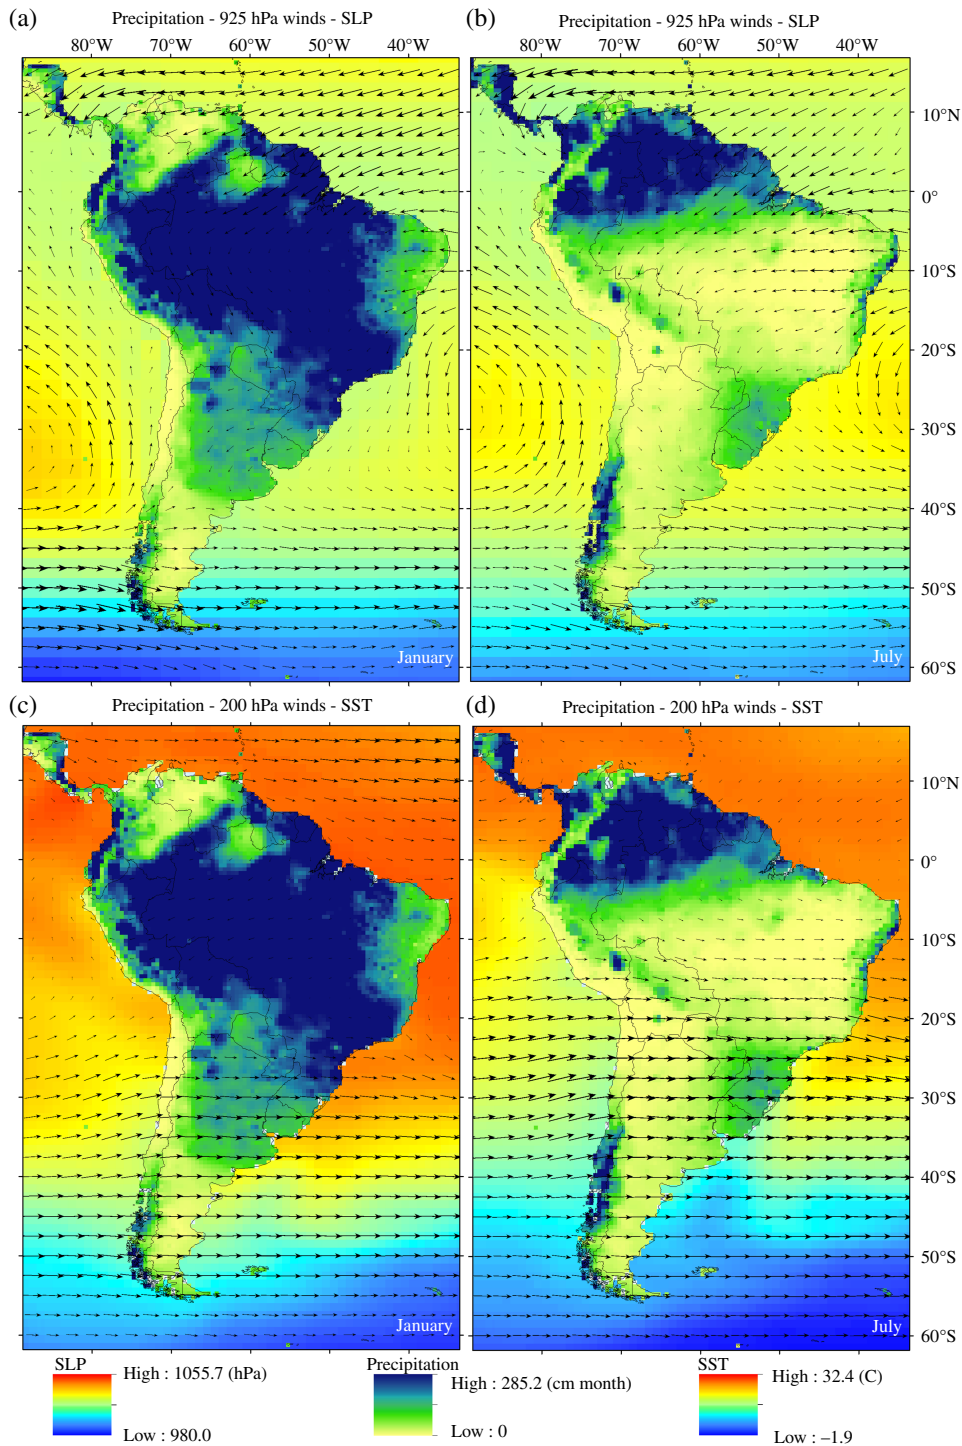 (a) Precipitation - 925 hPa winds - SLP
80°W 70°W 60°W 50°W 40°W
January
80°W 70°W 60°W 50°W 40°W
(b) Precipitation - 925 hPa winds - SLP
10°N
0°
10°S
20°S
30°S
40°S
50°S
60°S
July
(c) Precipitation - 200 hPa winds - SST
January
(d) Precipitation - 200 hPa winds - SST
10°N
0°
10°S
20°S
30°S
40°S
50°S
60°S
July
SLP
High : 1055.7 (hPa)
Low : 980.0
Precipitation
High : 285.2 (cm month)
Low : 0
SST
High : 32.4 (C)
Low : –1.9